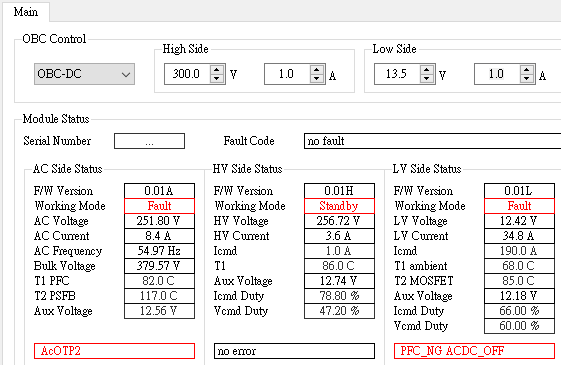 Main
OBC Control
OBC-DC
High Side
300.0 V 1.0 A
Low Side
13.5 V 1.0 A
Module Status
Serial Number ... Fault Code no fault
AC Side Status
F/W Version 0.01A
Working Mode Fault
AC Voltage 251.80 V
AC Current 8.4 A
AC Frequency 54.97 Hz
Bulk Voltage 379.57 V
T1 PFC 82.0 C
T2 PSFB 117.0 C
Aux Voltage 12.56 V
AcOTP2
HV Side Status
F/W Version 0.01H
Working Mode Standby
HV Voltage 256.72 V
HV Current 3.6 A
Icmd 1.0 A
T1 86.0 C
Aux Voltage 12.74 V
Icmd Duty 78.80 %
Vcmd Duty 47.20 %
no error
LV Side Status
F/W Version 0.01L
Working Mode Fault
LV Voltage 12.42 V
LV Current 34.8 A
Icmd 190.0 A
T1 ambient 68.0 C
T2 MOSFET 85.0 C
Aux Voltage 12.18 V
Icmd Duty 66.00 %
Vcmd Duty 60.00 %
PFC_NG ACDC_OFF